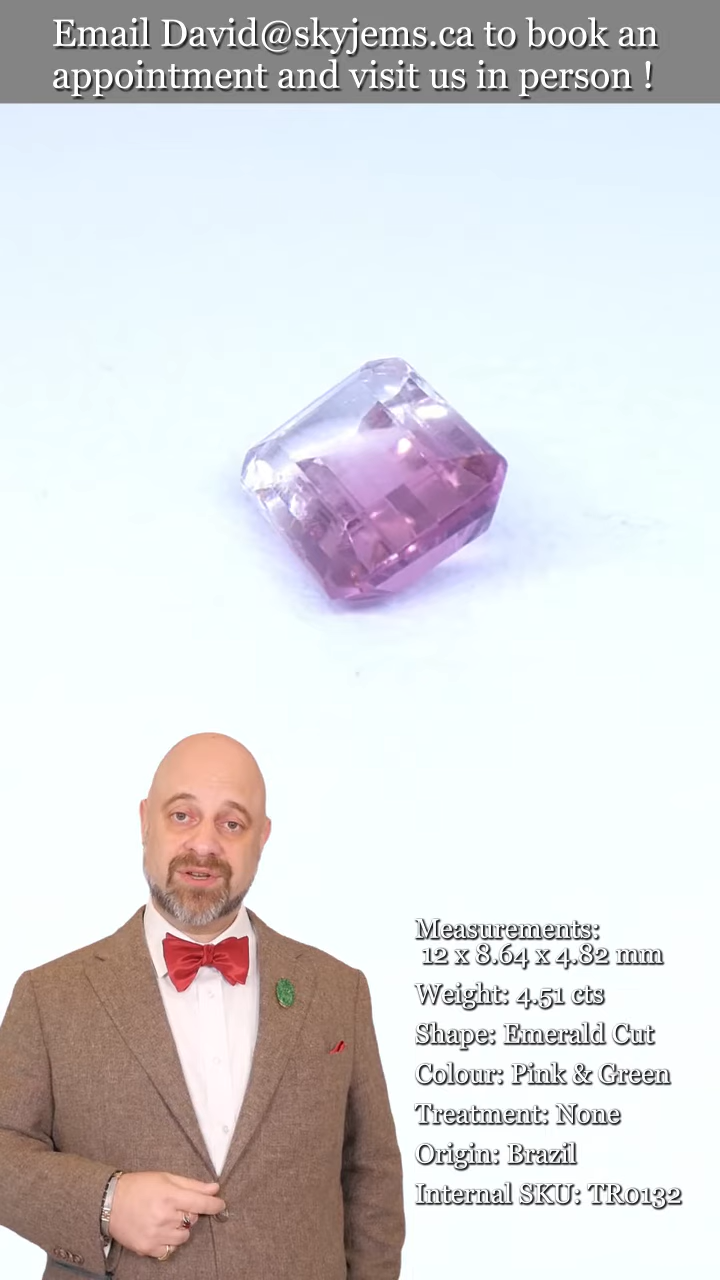 Email David@skyjems.ca to book an
appointment and visit us in person !
Measurements:
12 x 8.64 x 4.82 mm
Weight: 4.51 cts
Shape: Emerald Cut
Colour: Pink & Green
Treatment: None
Origin: Brazil
Internal SKU: TR0132